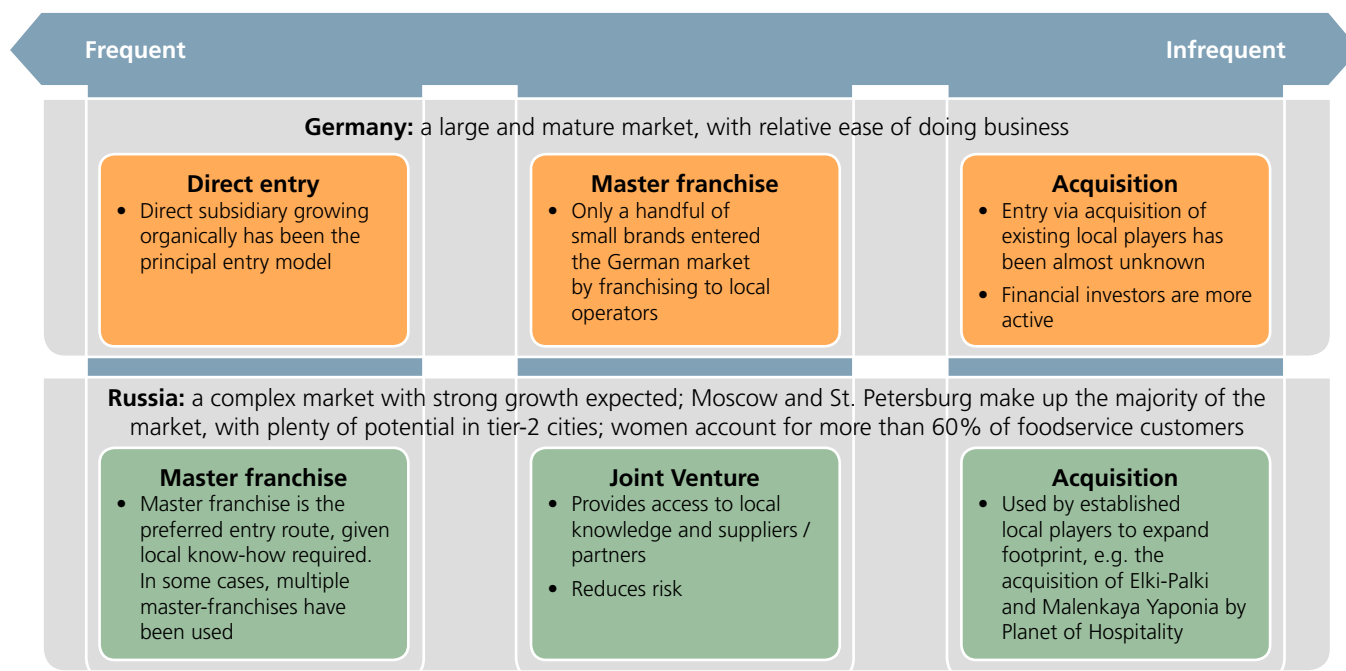 Frequent
Infrequent
Germany: a large and mature market, with relative ease of doing business
Direct entry
• Direct subsidiary growing
organically has been the
principal entry model
Master franchise
• Only a handful of
small brands entered
the German market
by franchising to local
operators
Acquisition
• Entry via acquisition of
existing local players has
been almost unknown
• Financial investors are more
active
Russia: a complex market with strong growth expected; Moscow and St. Petersburg make up the majority of the
market, with plenty of potential in tier-2 cities; women account for more than 60% of foodservice customers
Master franchise
• Master franchise is the
preferred entry route, given
local know-how required.
In some cases, multiple
master-franchises have
been used
Joint Venture
• Provides access to local
knowledge and suppliers /
partners
• Reduces risk
Acquisition
• Used by established
local players to expand
footprint, e.g. the
acquisition of Elki-Palki
and Malenkaya Yaponia by
Planet of Hospitality